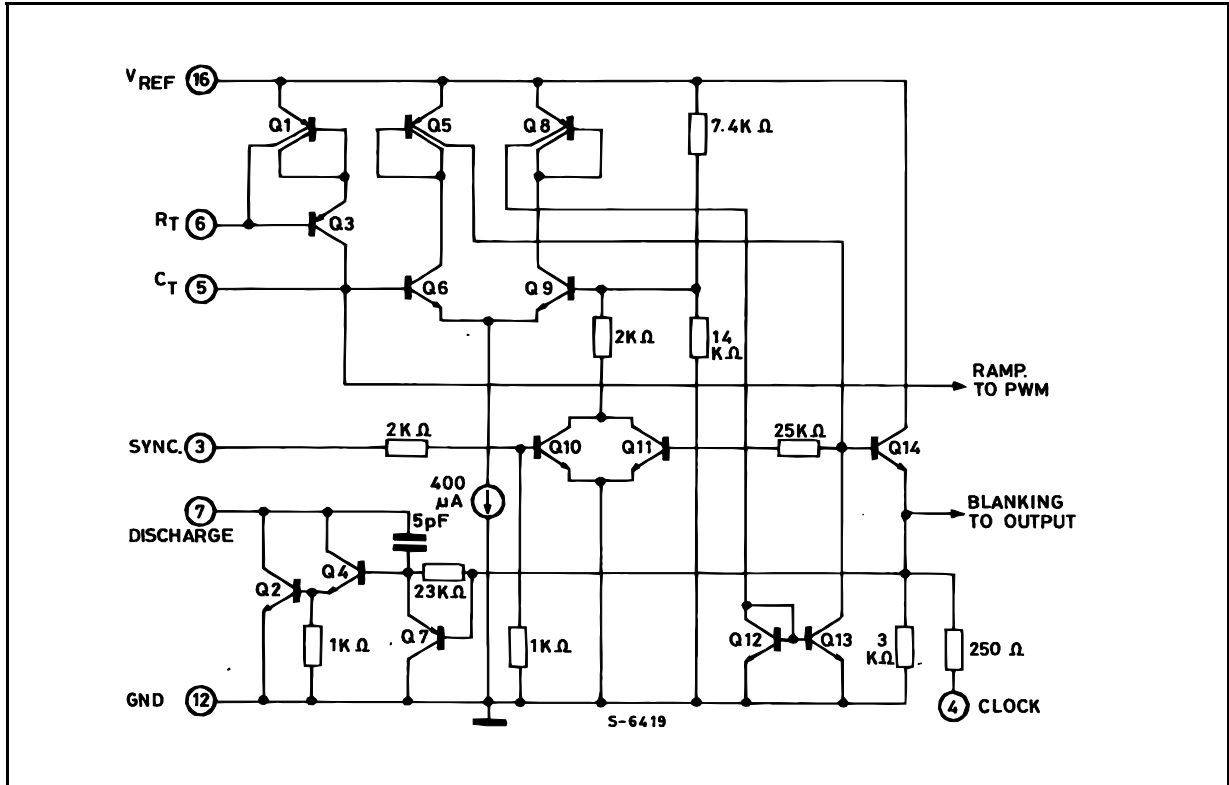 V REF 16
Q1
Q5
Q8
7.4K Ω
RT 6
Q3
CT 5
Q6
Q9
2K Ω
14
K Ω
RAMP.
TO PWM
SYNC. 3
2K Ω
Q10
Q11
25K Ω
Q14
400
µA
7
DISCHARGE
5pF
BLANKING
TO OUTPUT
Q2
Q4
23K Ω
1K Ω
Q7
1K Ω
Q12
Q13
3
K Ω
250 Ω
GND 12
S-6419
4 CLOCK